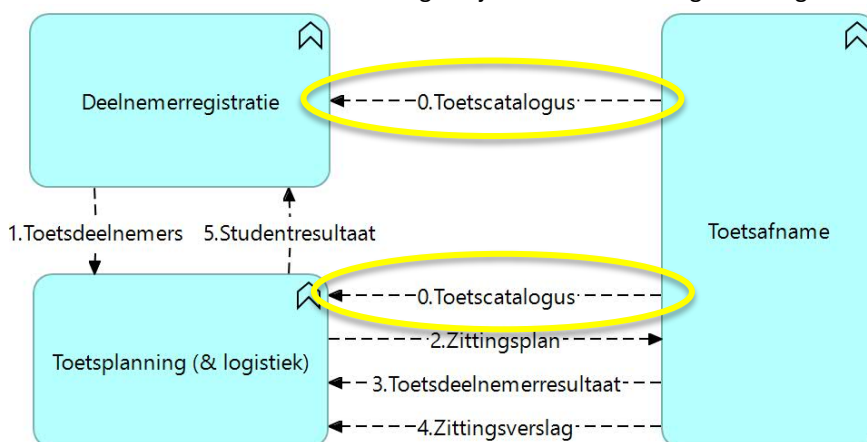 Deelnemerregistratie
0.Toetscatalogus
Toetsafname
1.Toetsdeelnemers
5.Studentresultaat
0.Toetscatalogus
Toetsplanning (& logistiek)
2.Zittingsplan
3.Toetsdeelnemerresultaat
4.Zittingsverslag